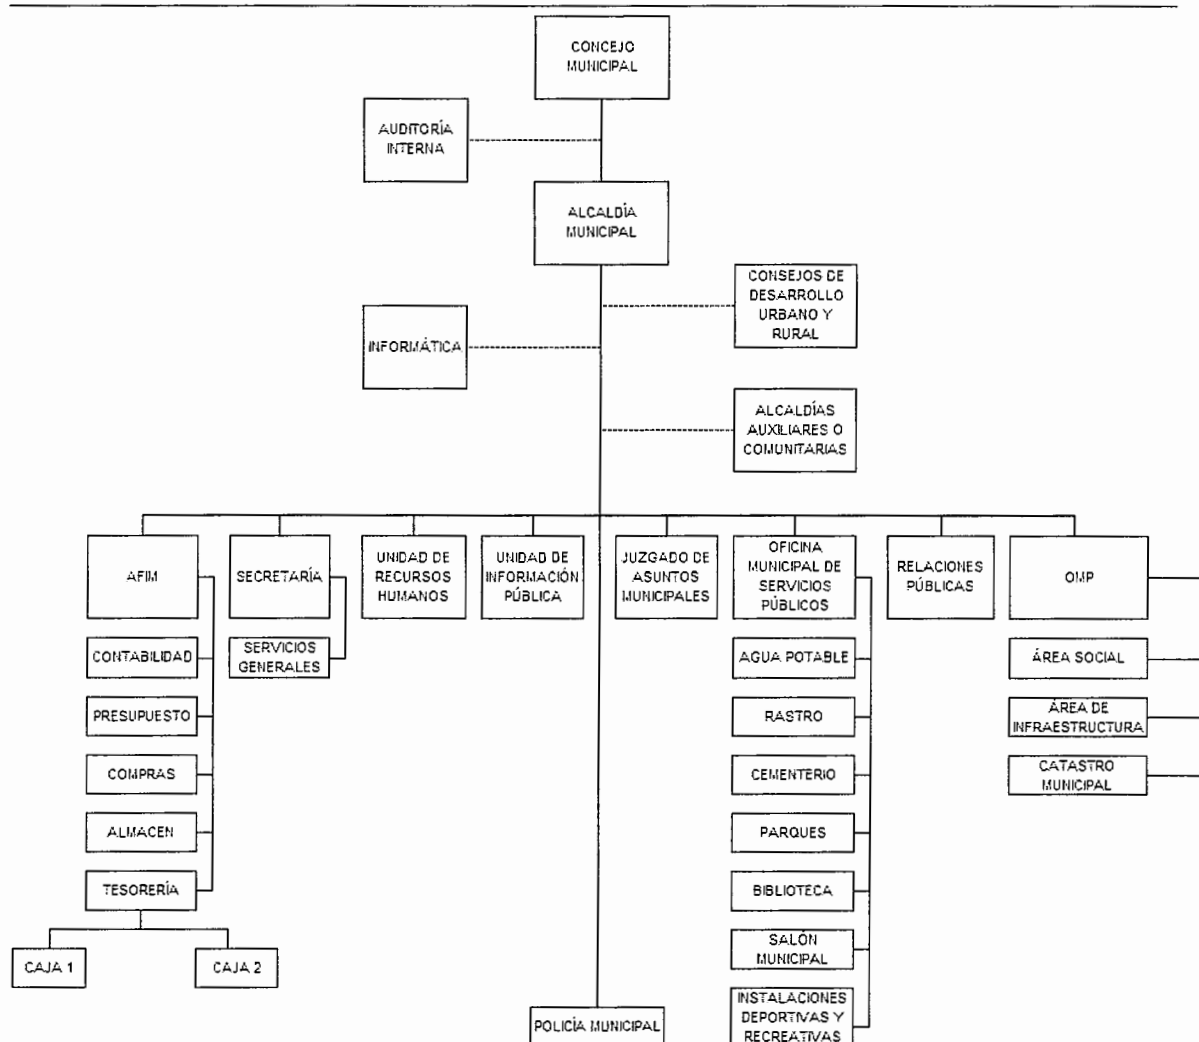 CONCEJO
MUNICIPAL
AUDITORÍA
INTERNA
ALCALDÍA
MUNICIPAL
CONSEJOS DE
DESARROLLO
URBANO Y
RURAL
INFORMÁTICA
ALCALDÍAS
AUXILIARES O
COMUNITARIAS
AFIM
SECRETARÍA
UNIDAD DE
RECURSOS
HUMANOS
UNIDAD DE
INFORMACIÓN
PÚBLICA
JUZGADO DE
ASUNTOS
MUNICIPALES
OFICINA
MUNICIPAL DE
SERVICIOS
PÚBLICOS
RELACIONES
PÚBLICAS
OMP
CONTABILIDAD
SERVICIOS
GENERALES
AGUA POTABLE
ÁREA SOCIAL
PRESUPUESTO
RASTRO
ÁREA DE
INFRAESTRUCTURA
COMPRAS
CEMENTERIO
CATASTRO
MUNICIPAL
ALMACEN
PARQUES
TESORERÍA
BIBLIOTECA
CAJA 1
CAJA 2
SALÓN
MUNICIPAL
POLICÍA MUNICIPAL
INSTALACIONES
DEPORTIVAS Y
RECREATIVAS